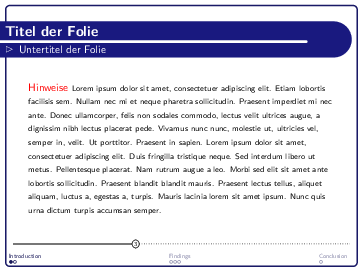 Titel der Folie
▷ Untertitel der Folie
Hinweise Lorem ipsum dolor sit amet, consectetuer adipiscing elit. Etiam lobortis
facilisis sem. Nullam nec mi et neque pharetra sollicitudin. Praesent imperdiet mi nec
ante. Donec ullamcorper, felis non sodales commodo, lectus velit ultrices augue, a
dignissim nibh lectus placerat pede. Vivamus nunc nunc, molestie ut, ultricies vel,
semper in, velit. Ut porttitor. Praesent in sapien. Lorem ipsum dolor sit amet,
consectetuer adipiscing elit. Duis fringilla tristique neque. Sed interdum libero ut
metus. Pellentesque placerat. Nam rutrum augue a leo. Morbi sed elit sit amet ante
lobortis sollicitudin. Praesent blandit blandit mauris. Praesent lectus tellus, aliquet
aliquam, luctus a, egestas a, turpis. Mauris lacinia lorem sit amet ipsum. Nunc quis
urna dictum turpis accumsan semper.
3
Introduction Findings Conclusion